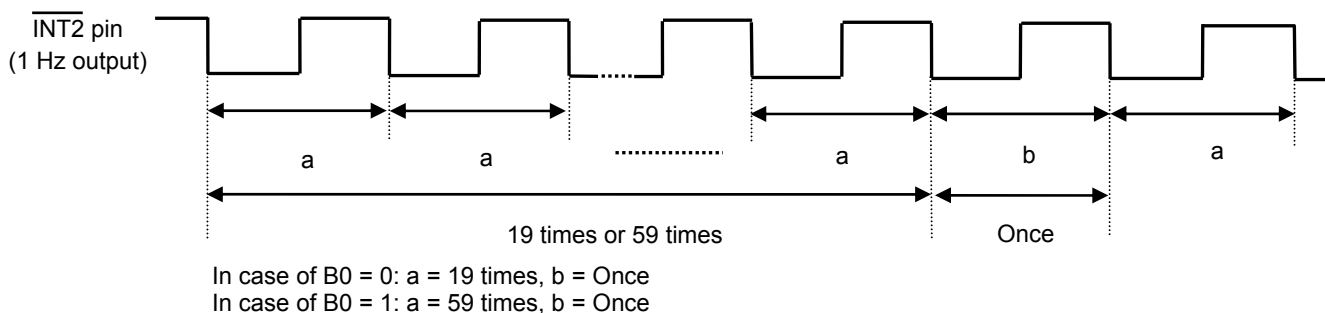 INT2 pin
(1 Hz output)
a
a
a
b
a
19 times or 59 times
Once
In case of B0 = 0: a = 19 times, b = Once
In case of B0 = 1: a = 59 times, b = Once